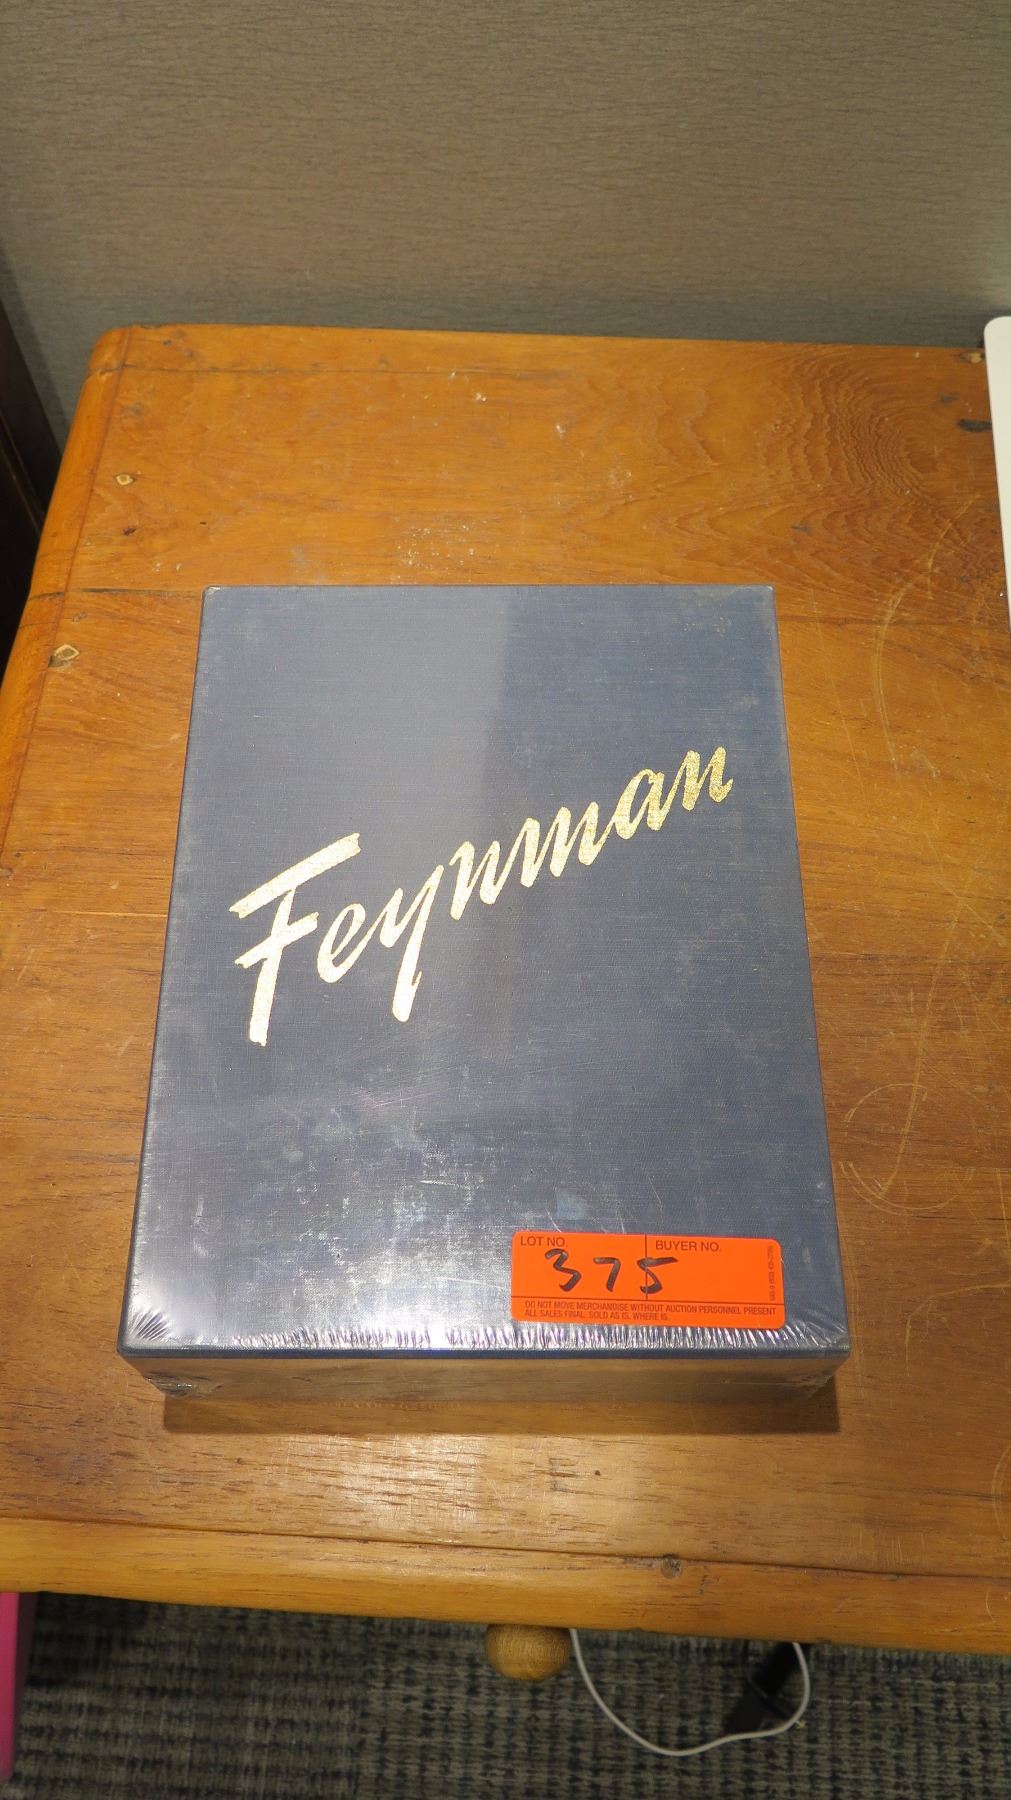 Feynman
LOT NO. BUYER NO.
375
DO NOT MOVE MERCHANDISE WITHOUT AUCTION PERSONNEL PRESENT
ALL SALES FINAL. SOLD AS IS. WHERE IS.